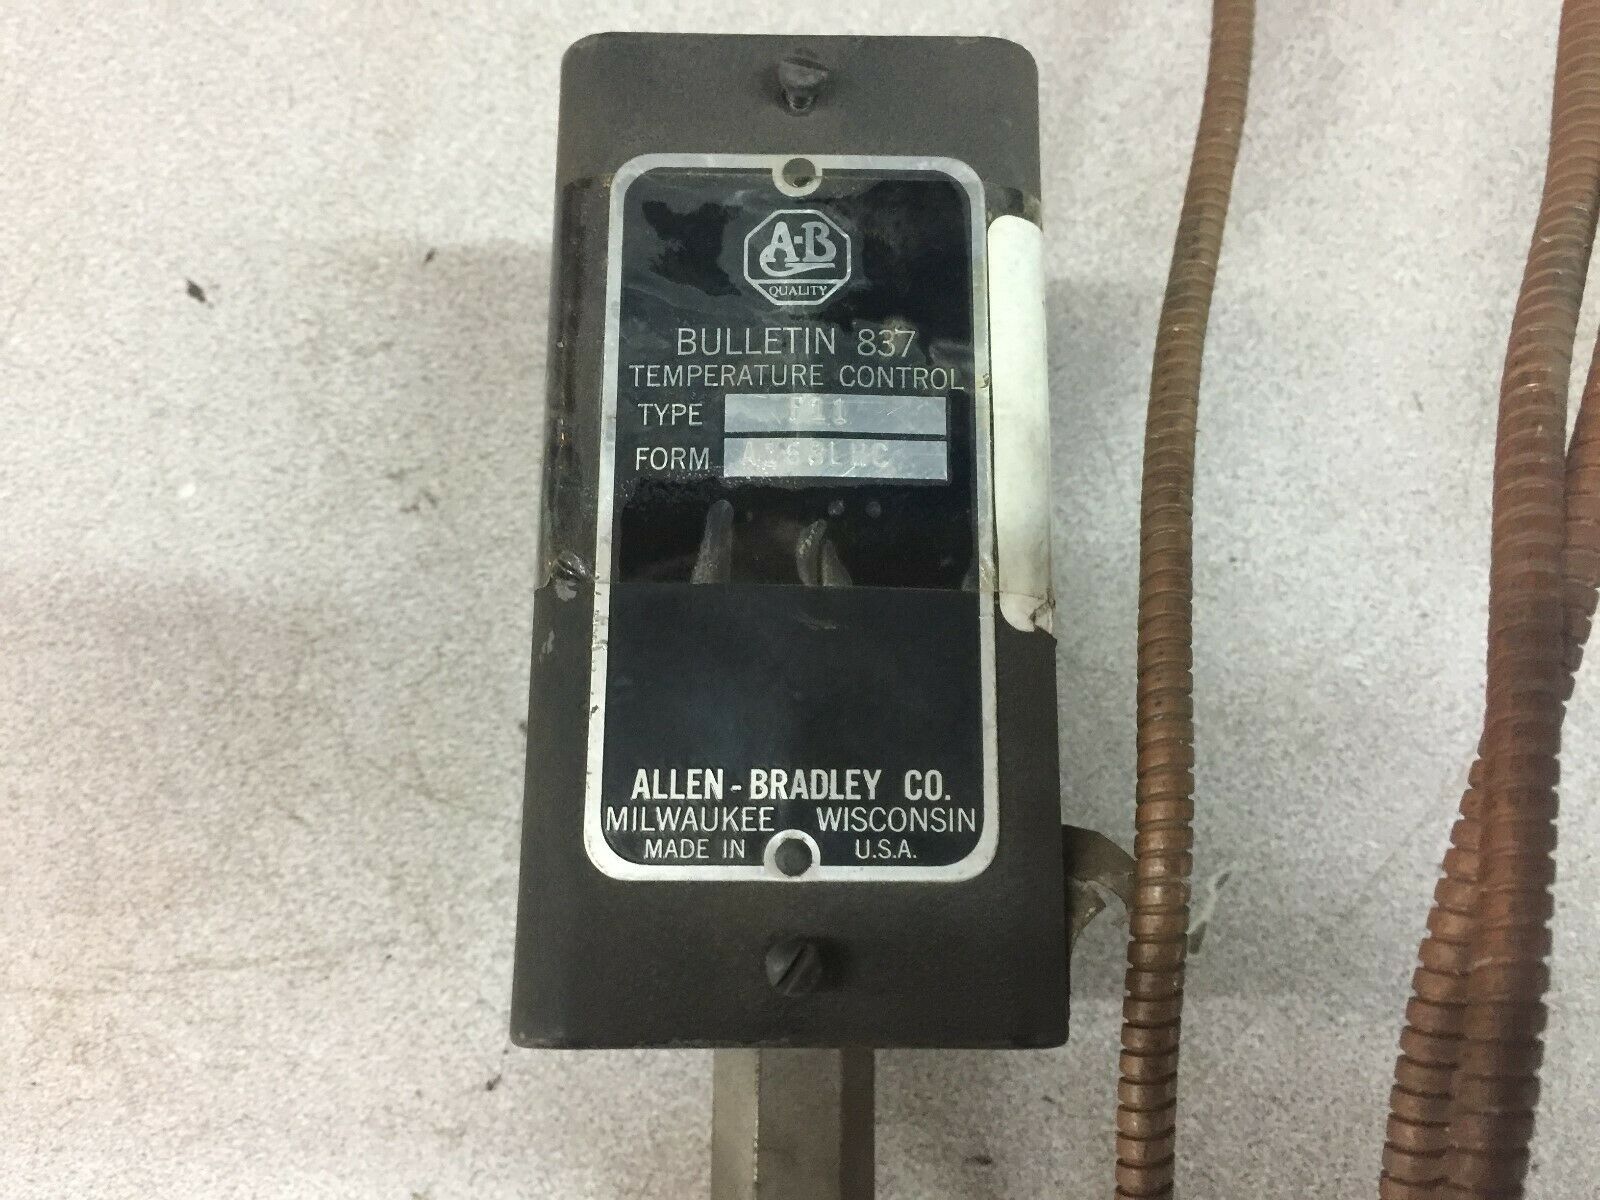 A-B
QUALITY
BULLETIN 837
TEMPERATURE CONTROL
TYPE
FORM
ALLEN-BRADLEY CO.
MILWAUKEE WISCONSIN
MADE IN U.S.A.